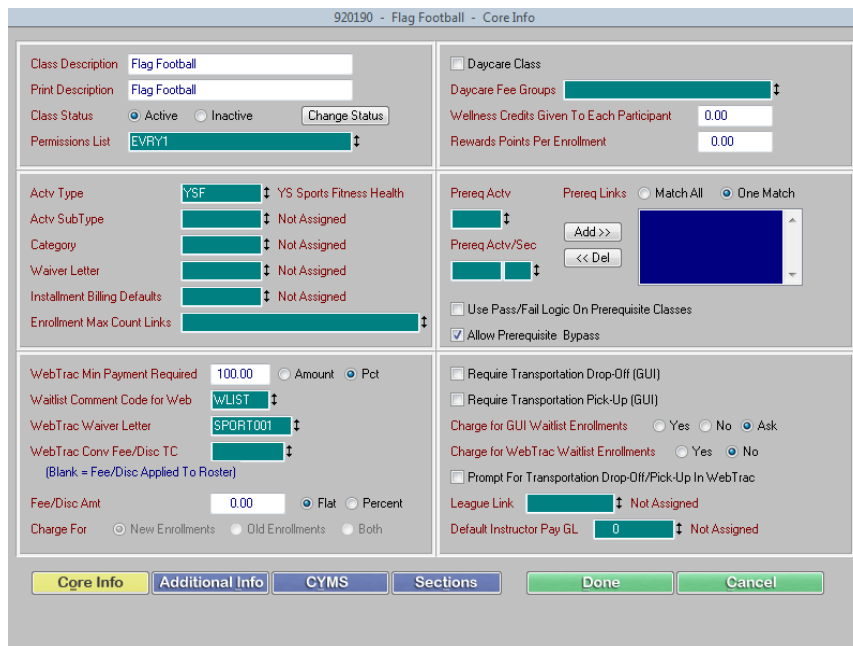 920190 - Flag Football - Core Info
Class Description Flag Football
Print Description Flag Football
Class Status Active Inactive Change Status
Permissions List EVRY1
Daycare Class
Daycare Fee Groups
Wellness Credits Given To Each Participant 0.00
Rewards Points Per Enrollment 0.00
Actv Type YSF YS Sports Fitness Health
Actv SubType Not Assigned
Category Not Assigned
Waiver Letter Not Assigned
Installment Billing Defaults Not Assigned
Enrollment Max Count Links
Prereq Actv Prereq Links Match All One Match
Add >>
Prereq Actv/Sec
<< Del
Use Pass/Fail Logic On Prerequisite Classes
Allow Prerequisite Bypass
WebTrac Min Payment Required 100.00 Amount Pct
Waitlist Comment Code for Web WLIST
WebTrac Waiver Letter SPORT001
WebTrac Conv Fee/Disc TC
(Blank = Fee/Disc Applied To Roster)
Fee/Disc Amt 0.00 Flat Percent
Charge For New Enrollments Old Enrollments Both
Require Transportation Drop-Off (GUI)
Require Transportation Pick-Up (GUI)
Charge for GUI Waitlist Enrollments Yes No Ask
Charge for WebTrac Waitlist Enrollments Yes No
Prompt For Transportation Drop-Off/Pick-Up In WebTrac
League Link Not Assigned
Default Instructor Pay GL 0 Not Assigned
Core Info Additional Info CYMS Sections Done Cancel